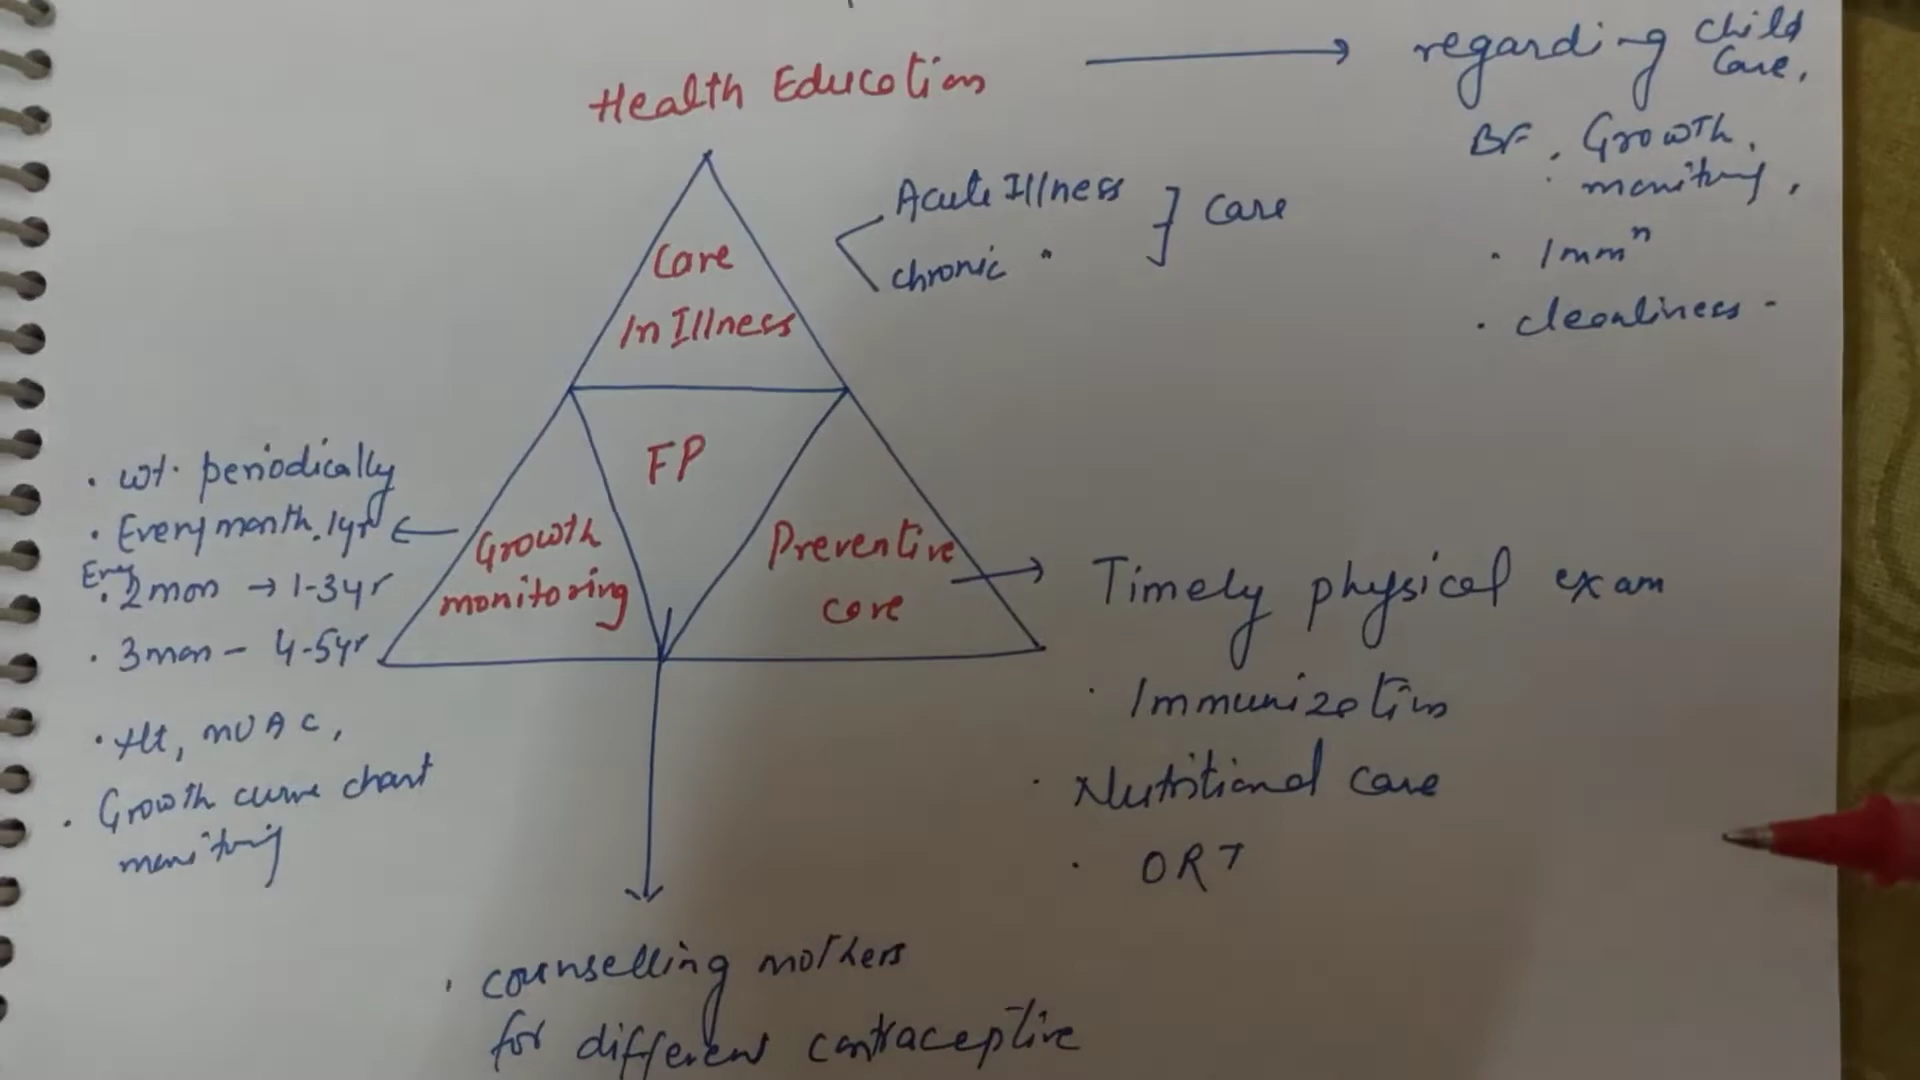 Health Education
regarding child
care,
BF, Growth,
monitoring,
· Immⁿ
· cleanliness -
Acute Illness
chronic "
] care
Care
In Illness
FP
Growth
monitoring
Preventive
care
· wt. periodically
· Every month. 1yr
Every
· 2 mon → 1-3yr
· 3 mon - 4-5yr
· Ht, MUAC,
· Growth curve chart
monitoring
Timely physical exam
· Immunization
· Nutritional care
· ORT
· counselling mothers
for different contraceptive